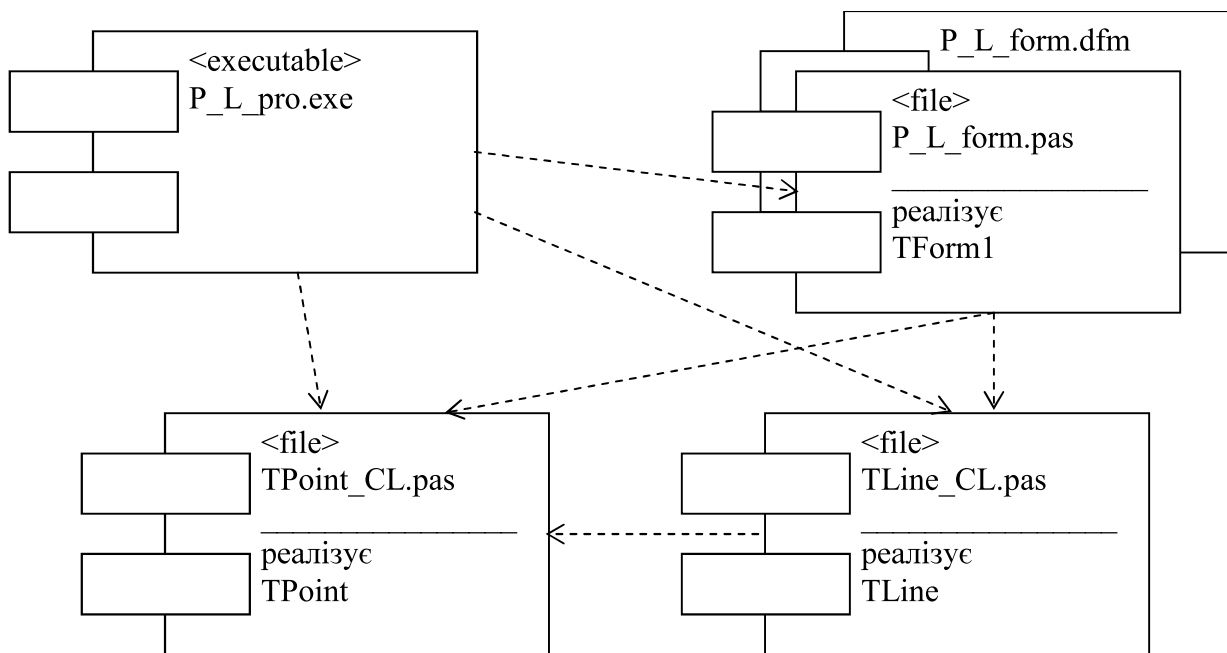 <executable>
P_L_pro.exe
P_L_form.dfm
<file>
P_L_form.pas
реалізує
TForm1
<file>
TPoint_CL.pas
реалізує
TPoint
<file>
TLine_CL.pas
реалізує
TLine